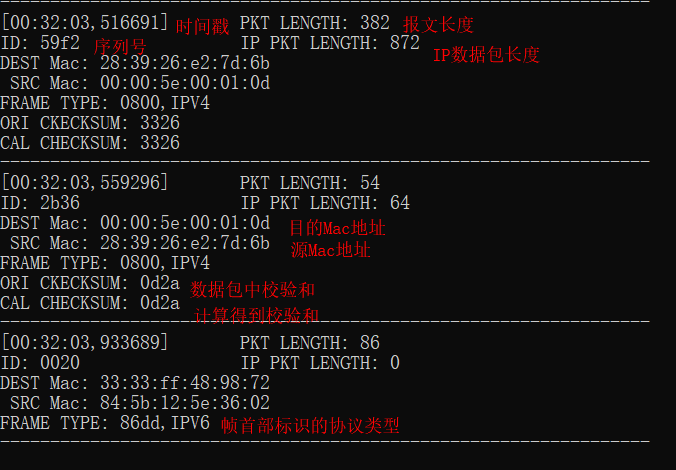 [00:32:03,516691] 时间戳 PKT LENGTH: 382 报文长度
ID: 59f2 序列号 IP PKT LENGTH: 872 IP数据包长度
DEST Mac: 28:39:26:e2:7d:6b
SRC Mac: 00:00:5e:00:01:0d
FRAME TYPE: 0800,IPV4
ORI CKECKSUM: 3326
CAL CHECKSUM: 3326
[00:32:03,559296] PKT LENGTH: 54
ID: 2b36 IP PKT LENGTH: 64
DEST Mac: 00:00:5e:00:01:0d 目的Mac地址
SRC Mac: 28:39:26:e2:7d:6b 源Mac地址
FRAME TYPE: 0800,IPV4
ORI CKECKSUM: 0d2a 数据包中校验和
CAL CHECKSUM: 0d2a 计算得到校验和
[00:32:03,933689] PKT LENGTH: 86
ID: 0020 IP PKT LENGTH: 0
DEST Mac: 33:33:ff:48:98:72
SRC Mac: 84:5b:12:5e:36:02
FRAME TYPE: 86dd,IPV6 帧首部标识的协议类型